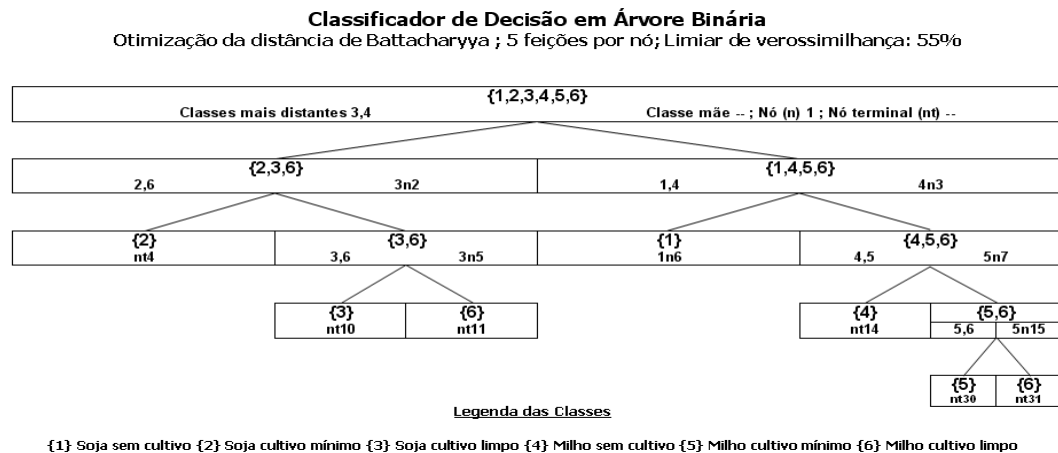 Classificador de Decisão em Árvore Binária
Otimização da distância de Battacharyya ; 5 feições por nó; Limiar de verossimilhança: 55%
{1,2,3,4,5,6}
Classes mais distantes 3,4 Classe mãe -- ; Nó (n) 1 ; Nó terminal (nt) --
{2,3,6} {1,4,5,6}
2,6 3n2 1,4 4n3
{2} {3,6} {1} {4,5,6}
nt4 3,6 3n5 1n6 4,5 5n7
{3} {6} {4} {5,6}
nt10 nt11 nt14 5,6 5n15
{5} {6}
nt30 nt31
Legenda das Classes
{1} Soja sem cultivo {2} Soja cultivo mínimo {3} Soja cultivo limpo {4} Milho sem cultivo {5} Milho cultivo mínimo {6} Milho cultivo limpo